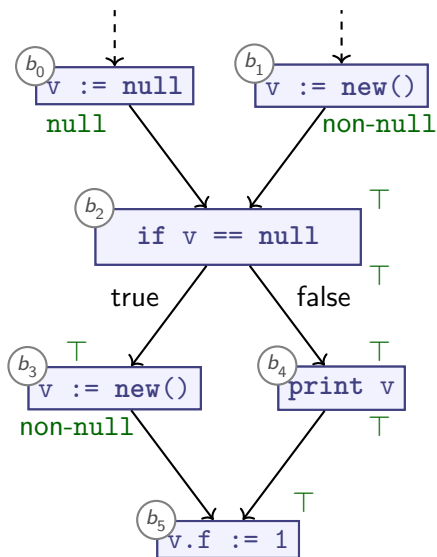 b0
v := null
b1
v := new()
null
non-null
b2
⊤
if v == null
⊤
true
false
⊤
⊤
b3
v := new()
b4
print v
non-null
⊤
⊤
b5
v.f := 1